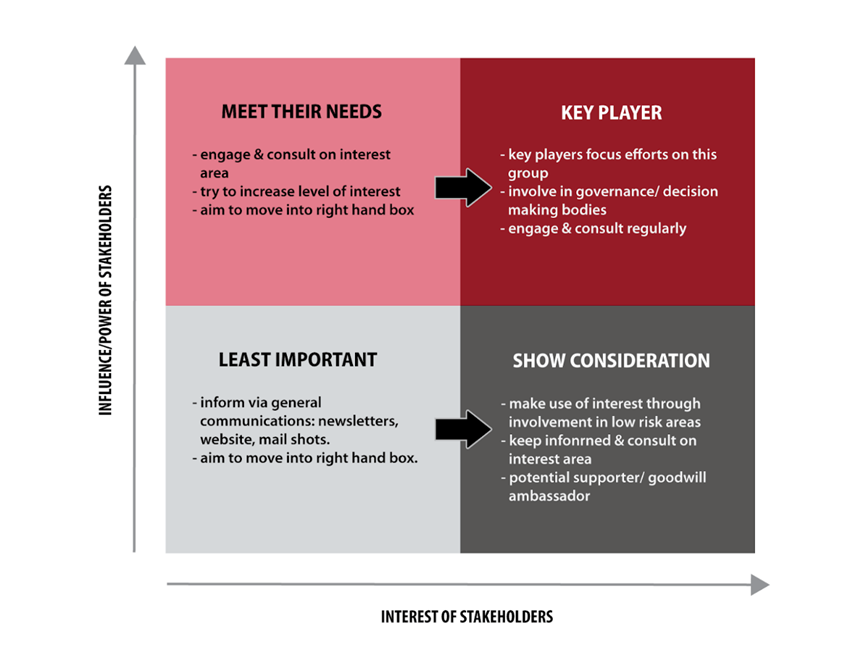 INFLUENCE/POWER OF STAKEHOLDERS
MEET THEIR NEEDS
- engage & consult on interest
area
- try to increase level of interest
- aim to move into right hand box
KEY PLAYER
- key players focus efforts on this
group
- involve in governance/ decision
making bodies
- engage & consult regularly
LEAST IMPORTANT
- inform via general
communications: newsletters,
website, mail shots.
- aim to move into right hand box.
SHOW CONSIDERATION
- make use of interest through
involvement in low risk areas
- keep infonrned & consult on
interest area
- potential supporter/ goodwill
ambassador
INTEREST OF STAKEHOLDERS